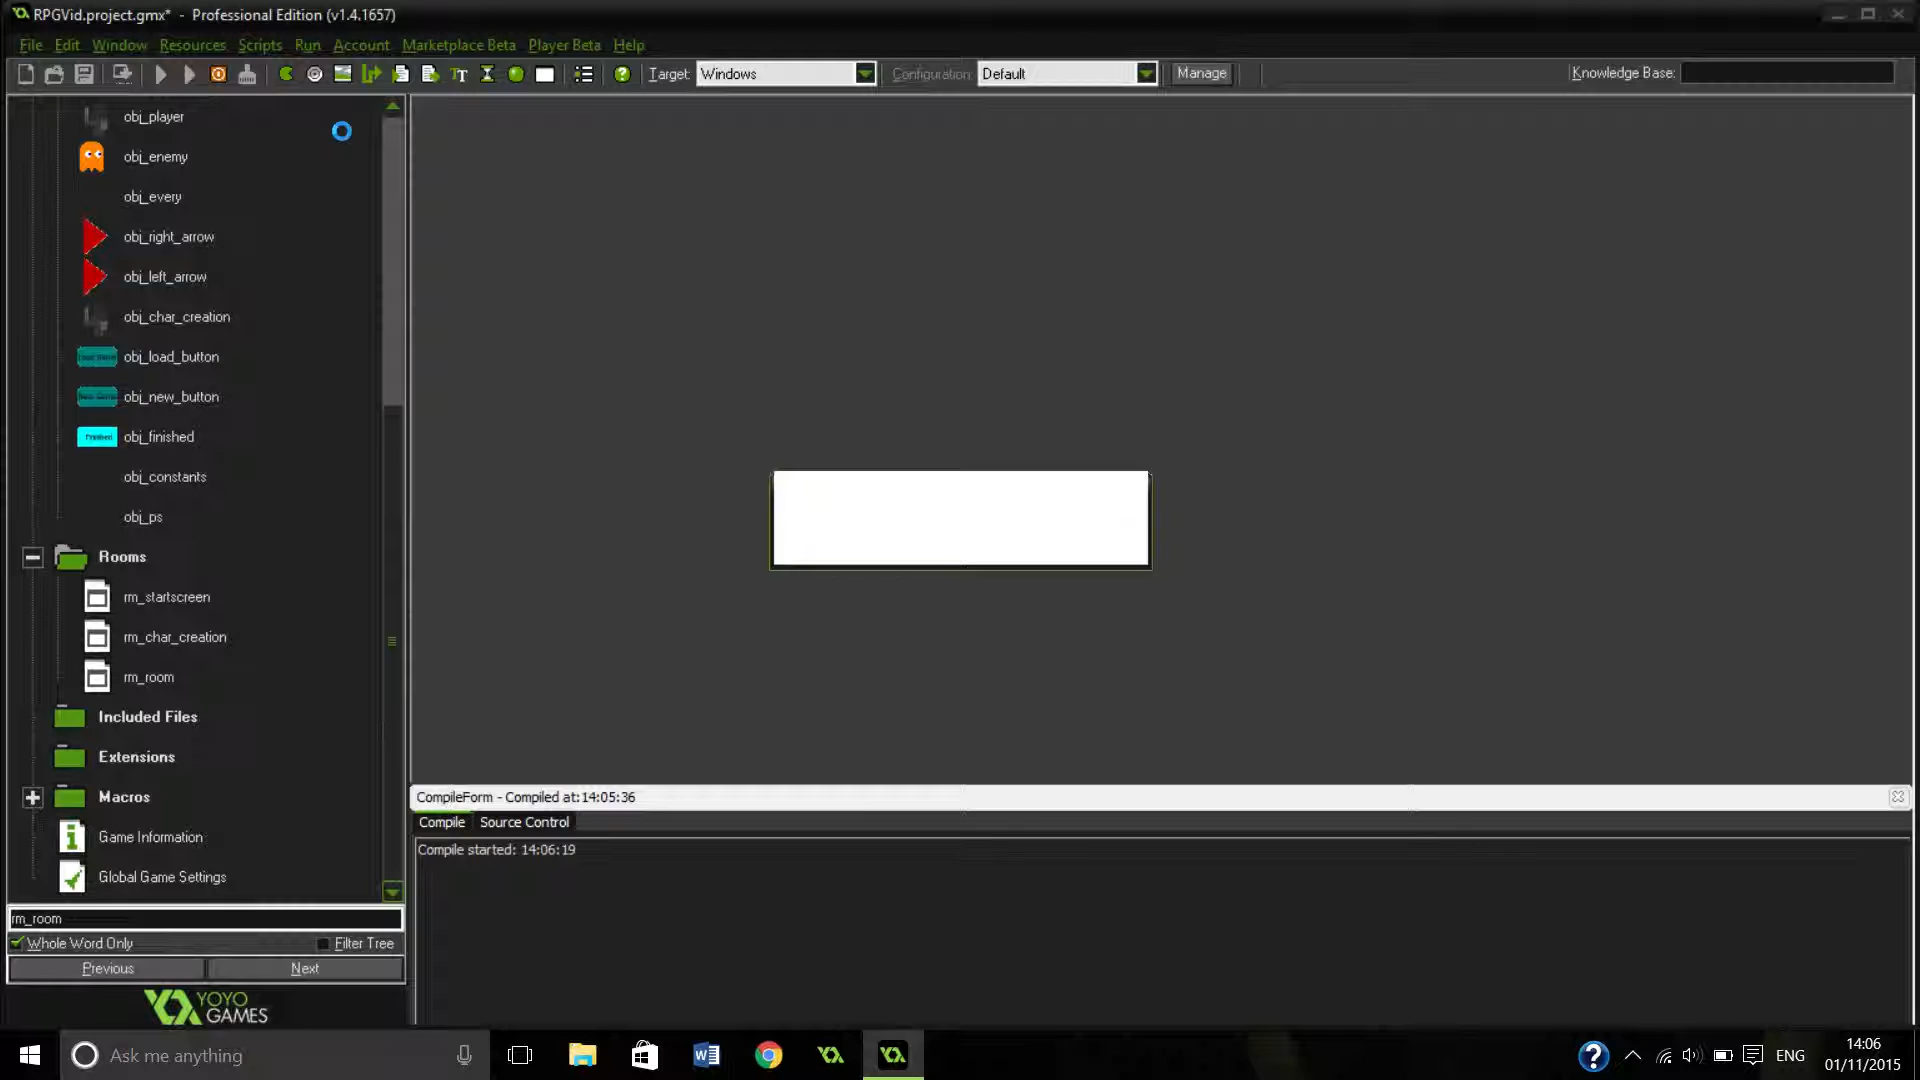 RPGVid.project.gmx* - Professional Edition (v1.4.1657)
File Edit Window Resources Scripts Run Account Marketplace Beta Player Beta Help
Target: Windows Configuration: Default Manage Knowledge Base:
obj_player
obj_enemy
obj_every
obj_right_arrow
obj_left_arrow
obj_char_creation
obj_load_button
obj_new_button
Finished obj_finished
obj_constants
obj_ps
Rooms
rm_startscreen
rm_char_creation
rm_room
Included Files
Extensions
Macros
Game Information
Global Game Settings
rm_room
Whole Word Only Filter Tree
Previous Next
YOYO
GAMES
CompileForm - Compiled at:14:05:36
Compile Source Control
Compile started: 14:06:19
Ask me anything
ENG
14:06
01/11/2015